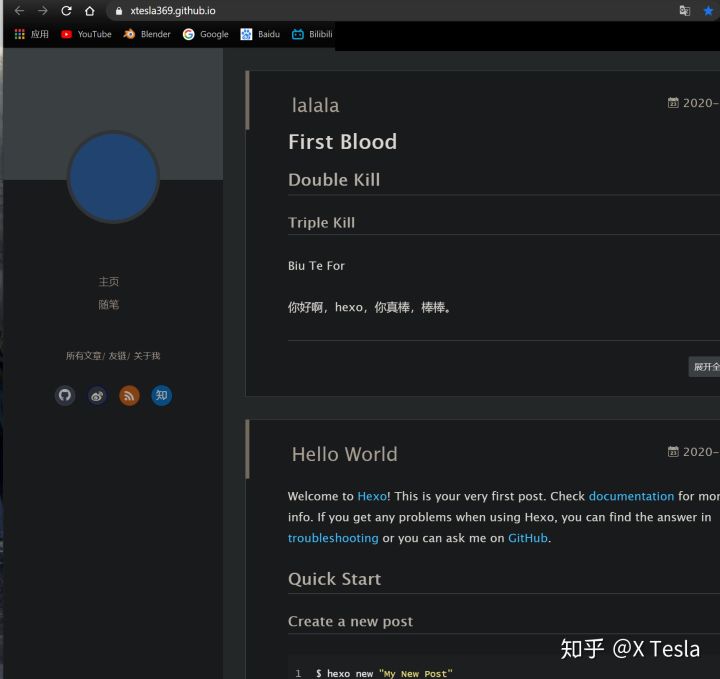 xtesla369.github.io
应用 YouTube Blender Google Baidu Bilibili
主页
随笔
所有文章/ 友链/ 关于我
知
lalala
2020-
First Blood
Double Kill
Triple Kill
Biu Te For
你好啊，hexo，你真棒，棒棒。
展开全
Hello World
2020-
Welcome to Hexo! This is your very first post. Check documentation for mor
info. If you get any problems when using Hexo, you can find the answer in
troubleshooting or you can ask me on GitHub.
Quick Start
Create a new post
1 $ hexo new "My New Post"
知乎 @X Tesla